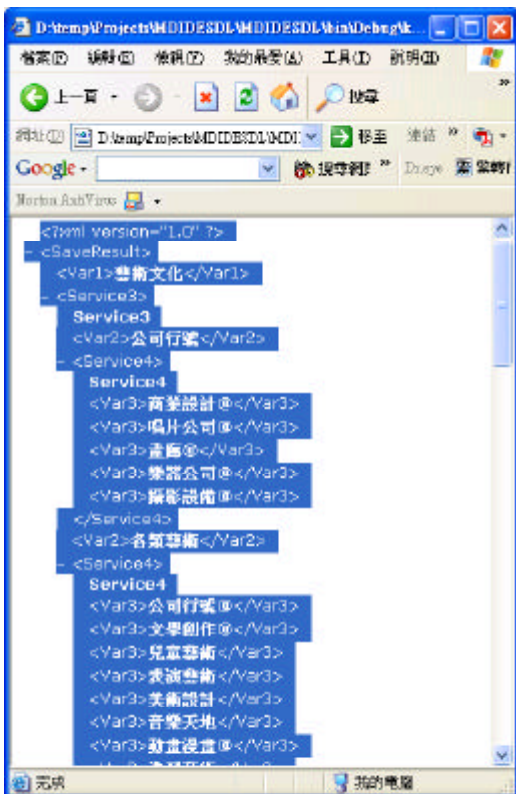 D:\temp\Projects\MDIDESDL\MDIDESDL\bin\Debug\k...
檔案(F) 編輯(E) 檢視(V) 我的最愛(A) 工具(T) 說明(H)
上一頁 搜尋
網址(D) D:\temp\Projects\MDIDESDL\MDI 移至 連結 »
Google 搜尋網 »
Norton AntiVirus
<?xml version="1.0" ?>
- <SaveResult>
<Var1>藝術文化</Var1>
- <Service3>
Service3
<Var2>公司行號</Var2>
- <Service4>
Service4
<Var3>商業設計@</Var3>
<Var3>唱片公司@</Var3>
<Var3>畫廊@</Var3>
<Var3>樂器公司@</Var3>
<Var3>攝影設備@</Var3>
</Service4>
<Var2>各類藝術</Var2>
- <Service4>
Service4
<Var3>公司行號@</Var3>
<Var3>文學創作@</Var3>
<Var3>兒童藝術</Var3>
<Var3>表演藝術</Var3>
<Var3>美術設計</Var3>
<Var3>音樂天地</Var3>
<Var3>動畫漫畫@</Var3>
完成 我的電腦